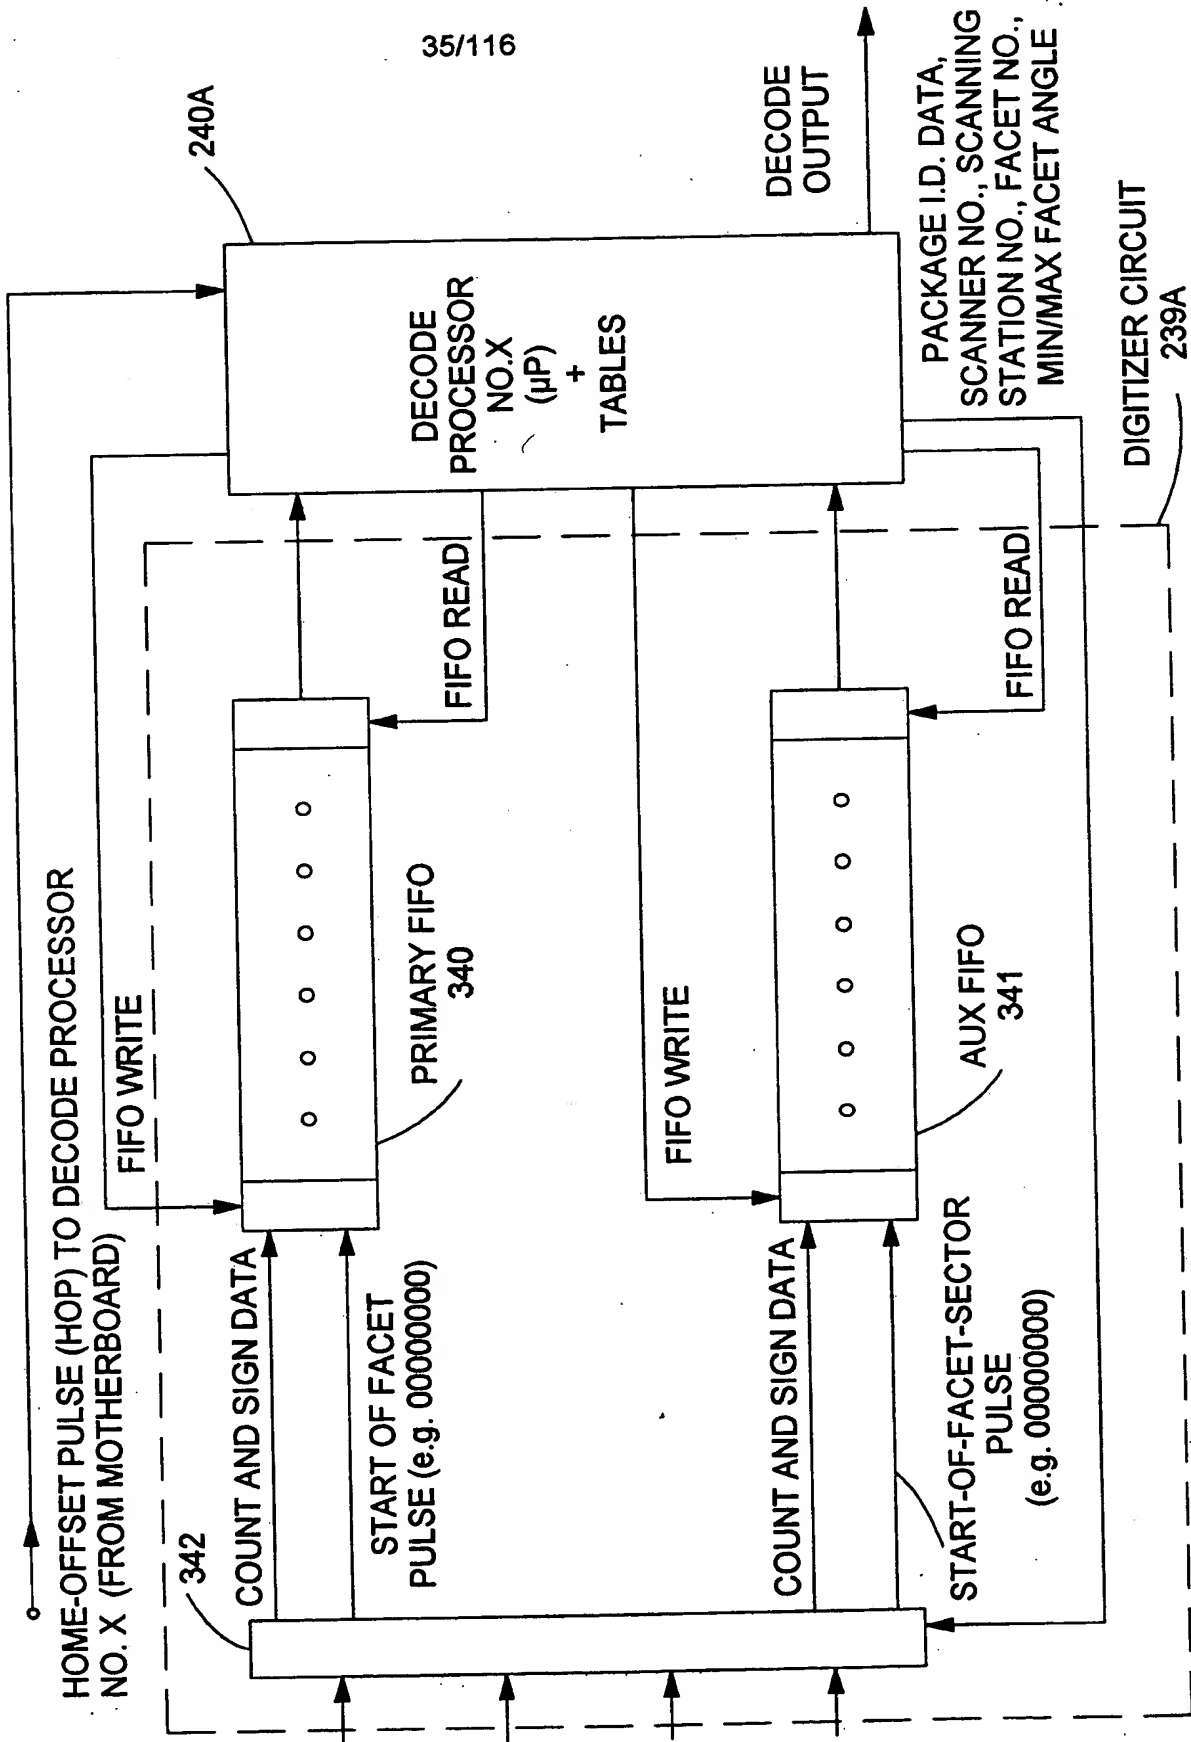 35/116
HOME-OFFSET PULSE (HOP) TO DECODE PROCESSOR
NO. X (FROM MOTHERBOARD)
FIFO WRITE
342
COUNT AND SIGN DATA
START OF FACET
PULSE (e.g. 00000000)
PRIMARY FIFO
340
FIFO READ
240A
DECODE
PROCESSOR
NO.X
(µP)
+
TABLES
DECODE
OUTPUT
PACKAGE I.D. DATA,
SCANNER NO., SCANNING
STATION NO., FACET NO.,
MIN/MAX FACET ANGLE
FIFO WRITE
COUNT AND SIGN DATA
START-OF-FACET-SECTOR
PULSE
(e.g. 00000000)
AUX FIFO
341
FIFO READ
DIGITIZER CIRCUIT
239A